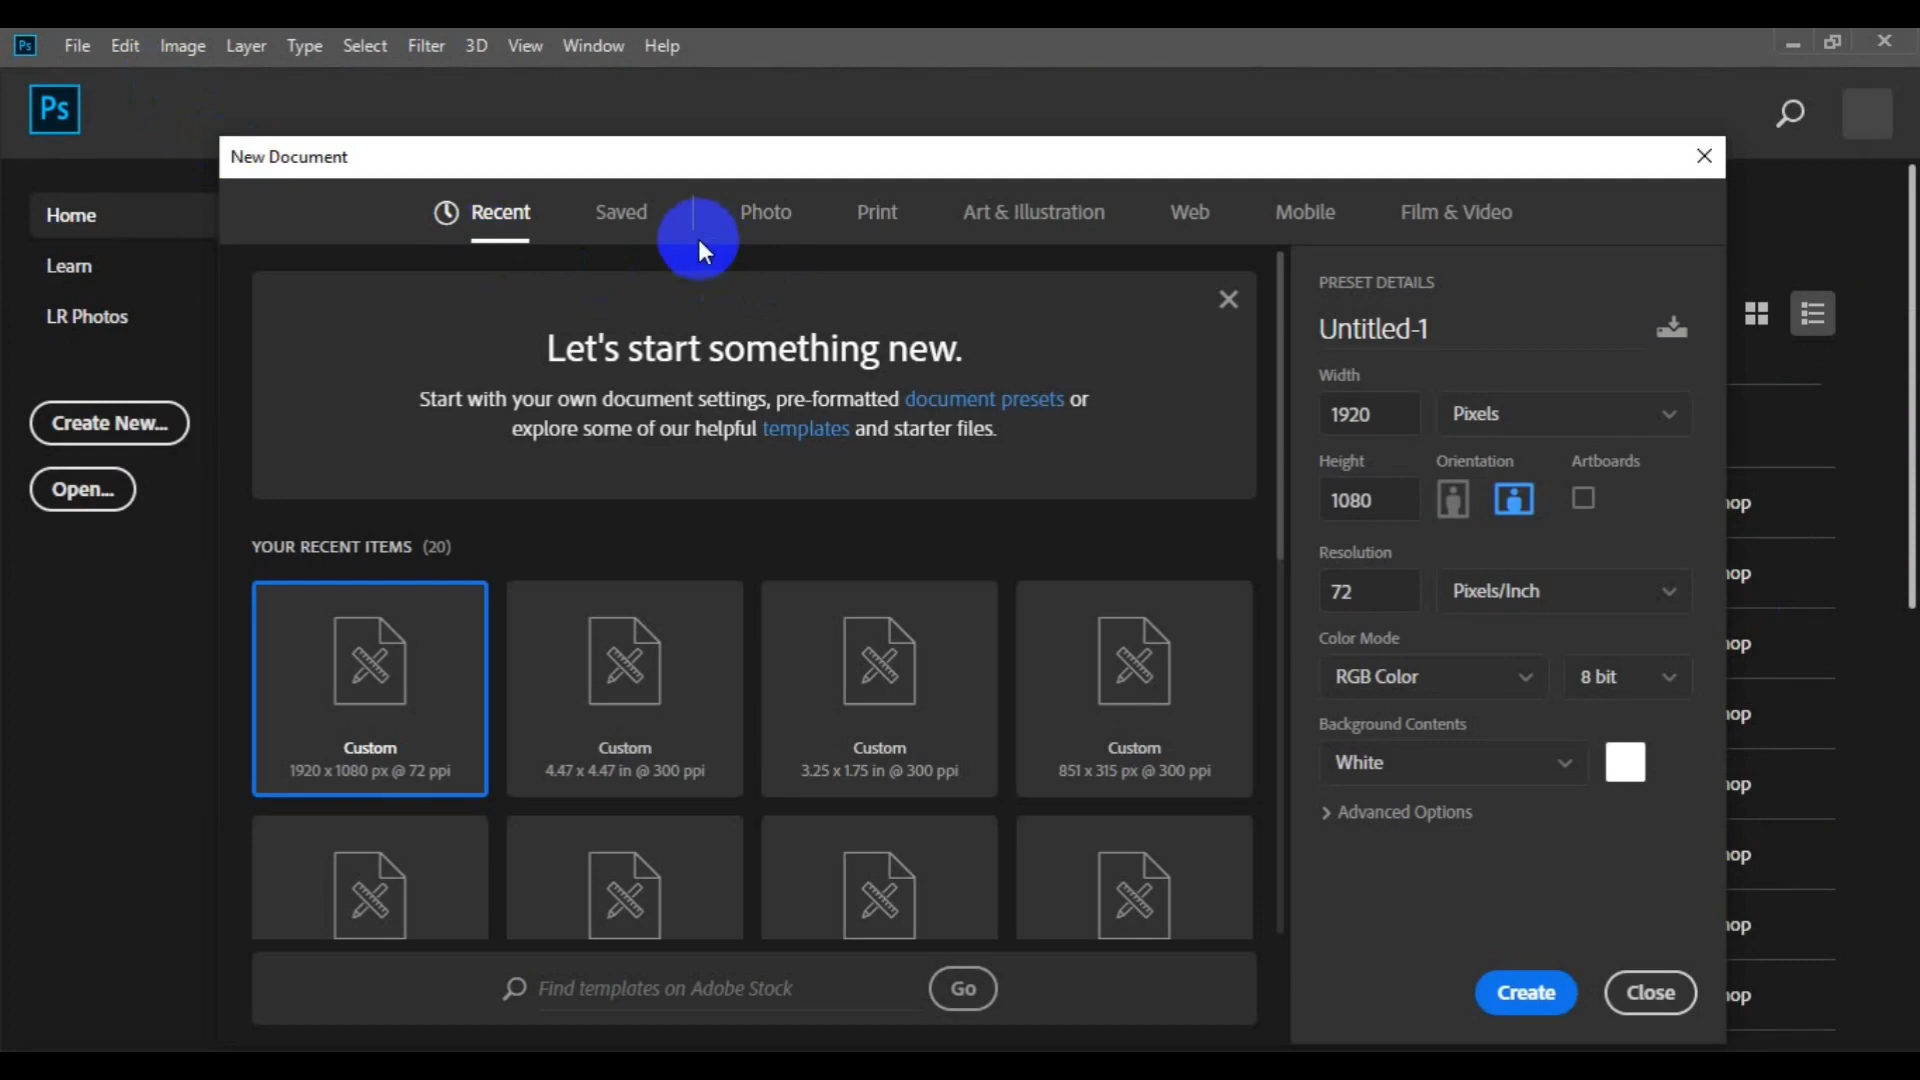 Ps File Edit Image Layer Type Select Filter 3D View Window Help
Ps
New Document
Home
Learn
LR Photos
Create New...
Open...
Recent Saved Photo Print Art & Illustration Web Mobile Film & Video
Let's start something new.
Start with your own document settings, pre-formatted document presets or
explore some of our helpful templates and starter files.
YOUR RECENT ITEMS (20)
Custom
1920 x 1080 px @ 72 ppi
Custom
4.47 x 4.47 in @ 300 ppi
Custom
3.25 x 1.75 in @ 300 ppi
Custom
851 x 315 px @ 300 ppi
Find templates on Adobe Stock
Go
PRESET DETAILS
Untitled-1
Width
1920 Pixels
Height Orientation Artboards
1080
Resolution
72 Pixels/Inch
Color Mode
RGB Color 8 bit
Background Contents
White
Advanced Options
Create Close